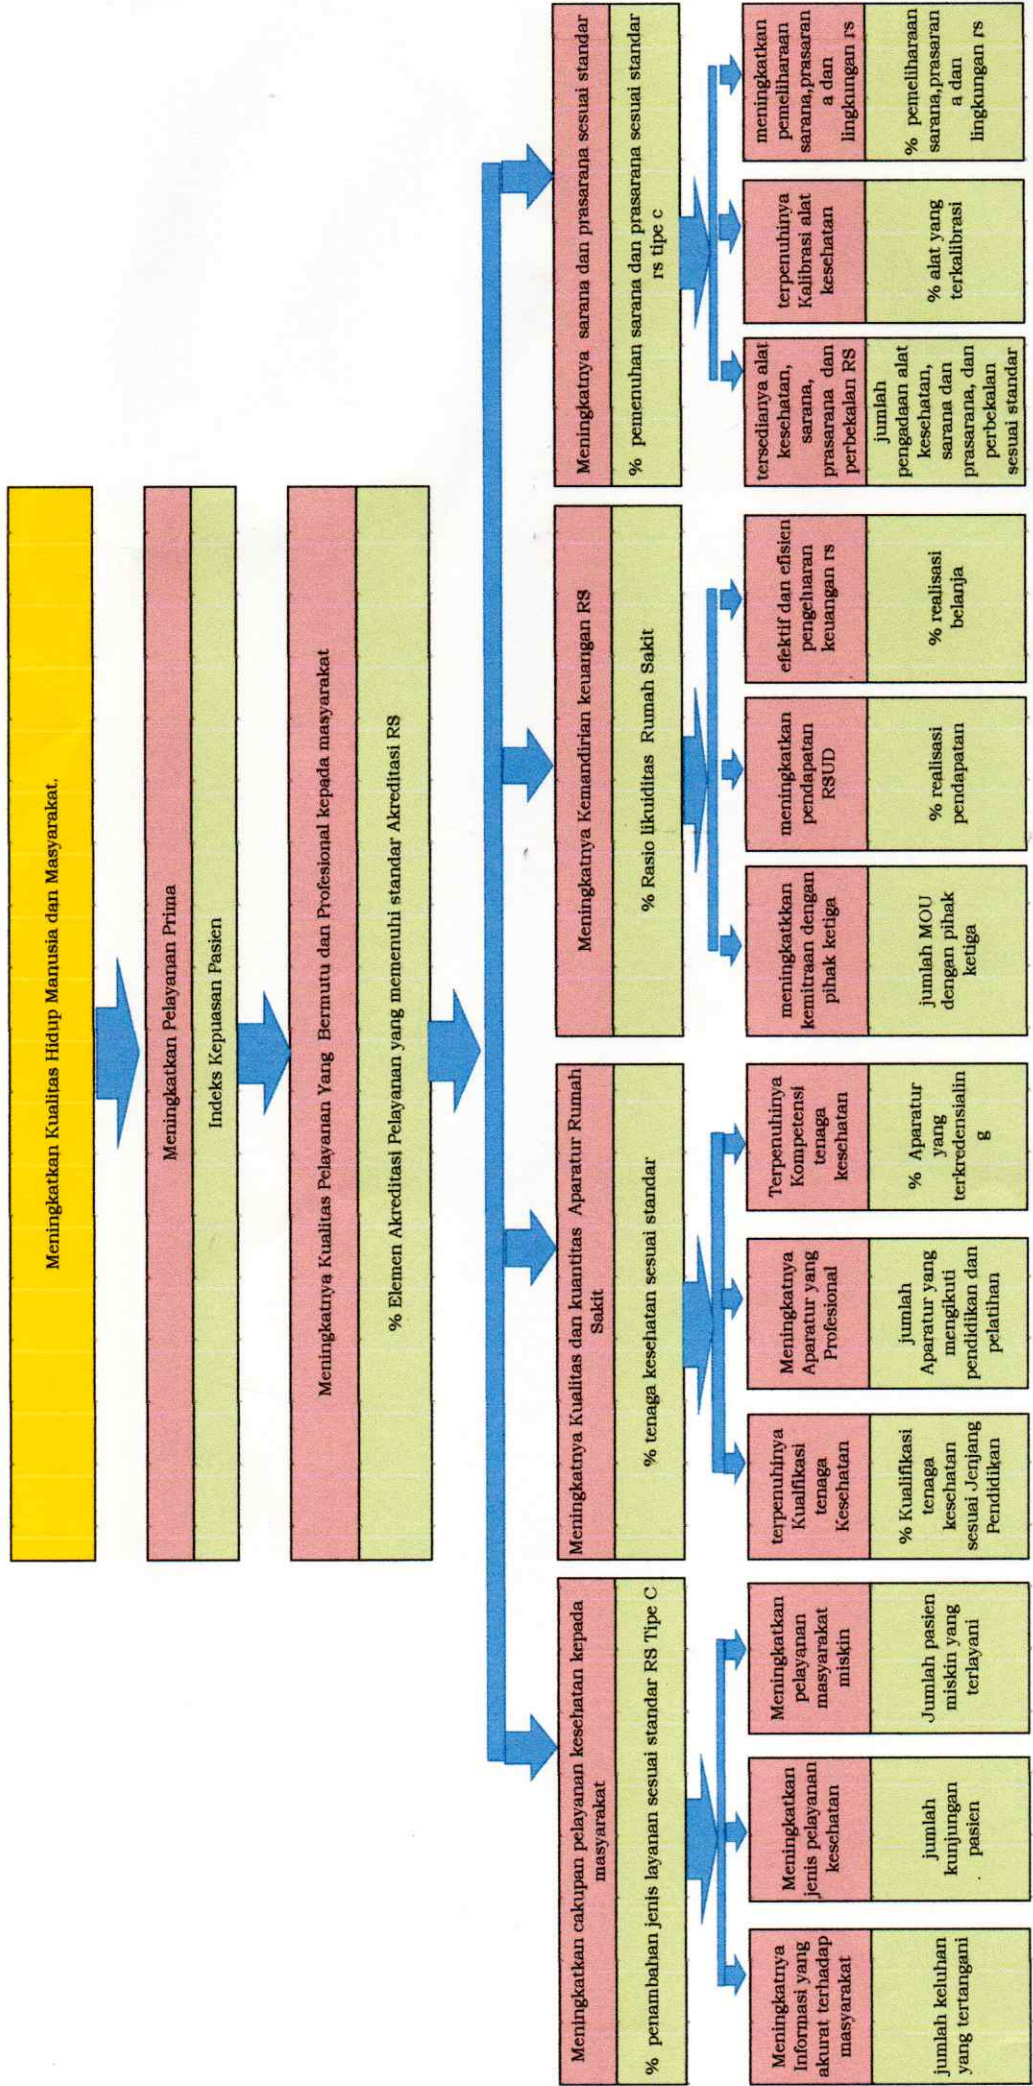 Meningkatkan Kualitas Hidup Manusia dan Masyarakat.
Meningkatkan Pelayanan Prima
Indeks Kepuasan Pasien
Meningkatnya Kualitas Pelayanan Yang Bermutu dan Profesional kepada masyarakat
% Elemen Akreditasi Pelayanan yang memenuhi standar Akreditasi RS
Meningkatkan cakupan pelayanan kesehatan kepada
masyarakat
% penambahan jenis layanan sesuai standar RS Tipe C
Meningkatnya
Informasi yang
akurat terhadap
masyarakat
jumlah keluhan
yang tertangani
Meningkatkan
jenis pelayanan
kesehatan
jumlah
kunjungan
pasien
Meningkatkan
pelayanan
masyarakat
miskin
Jumlah pasien
miskin yang
terlayani
Meningkatnya Kualitas dan kuantitas Aparatur Rumah
Sakit
% tenaga kesehatan sesuai standar
terpenuhinya
Kualfikasi
tenaga
Kesehatan
% Kualifikasi
tenaga
kesehatan
sesuai Jenjang
Pendidikan
Meningkatnya
Aparatur yang
Profesional
jumlah
Aparatur yang
mengikuti
pendidikan dan
pelatihan
Terpenuhinya
Kompetensi
tenaga
kesehatan
% Aparatur
yang
terkredensialin
g
Meningkatnya Kemandirian keuangan RS
% Rasio likuiditas Rumah Sakit
meningkatkkan
kemitraan dengan
pihak ketiga
jumlah MOU
dengan pihak
ketiga
meningkatkan
pendapatan
RSUD
% realisasi
pendapatan
efektif dan efisien
pengeluaran
keuangan rs
% realisasi
belanja
Meningkatnya sarana dan prasarana sesuai standar
% pemenuhan sarana dan prasarana sesuai standar
rs tipe c
tersedianya alat
kesehatan,
sarana,
prasarana dan
perbekalan RS
jumlah
pengadaan alat
kesehatan,
sarana dan
prasarana, dan
perbekalan
sesuai standar
terpenuhinya
Kalibrasi alat
kesehatan
% alat yang
terkalibrasi
meningkatkan
pemeliharaan
sarana,prasaran
a dan
lingkungan rs
% pemeliharaan
sarana,prasaran
a dan
lingkungan rs